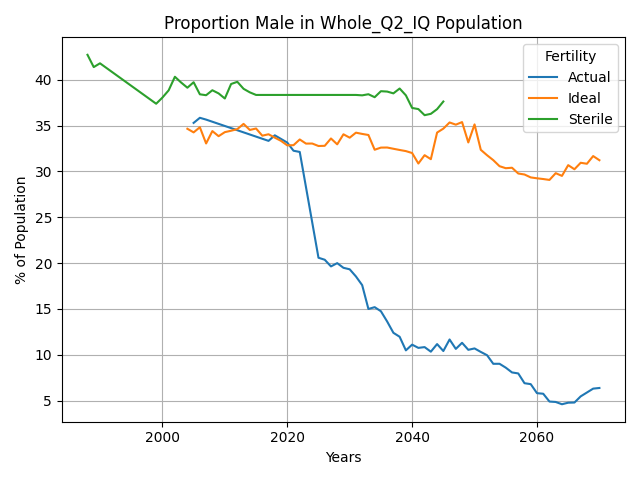 Proportion Male in Whole_Q2_IQ Population
Fertility
Actual
Ideal
Sterile
% of Population
40
35
30
25
20
15
10
5
2000
2020
2040
2060
Years